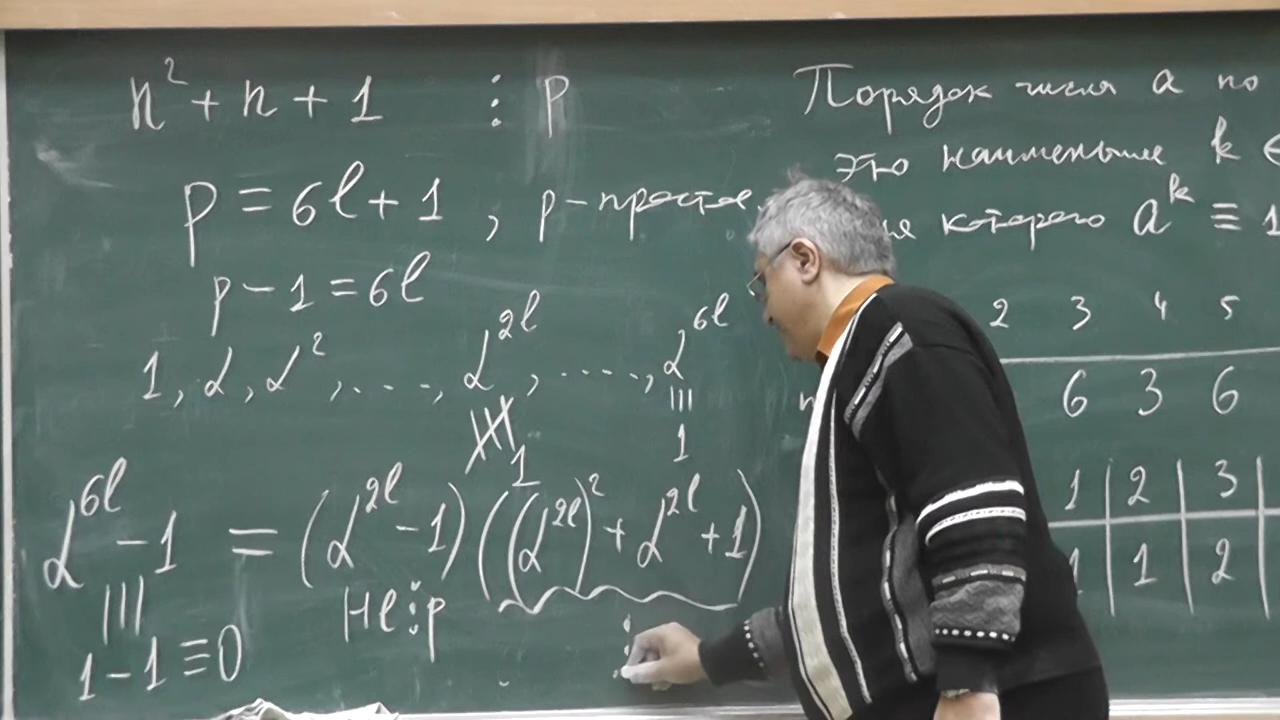 n² + n + 1 ⋮ p
p = 6l + 1, p – простое.
p – 1 = 6l
1, α, α², ...., α^{2l}, ....., α^{6l}
≢ 1 ≡ 1
α^{6l} – 1 = (α^{2l} – 1)((α^{2l})² + α^{2l} + 1)
≡ не ⋮ p ⋮
1 – 1 ≡ 0
Порядок числа a по
это наименьшее k ∈
которого a^k ≡ 1
2 3 4 5
6 3 6
1 2 3
1 1 2